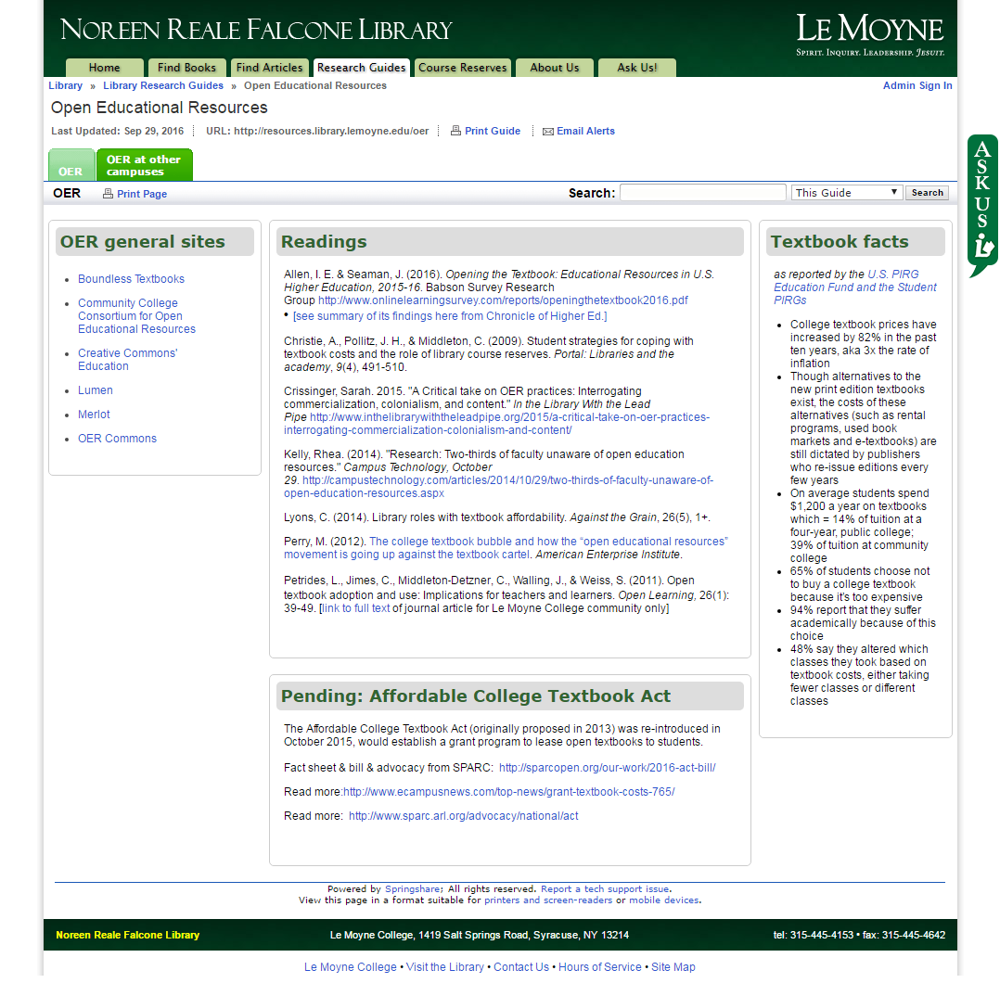 NOREEN REALE FALCONE LIBRARY
LE MOYNE
SPIRIT. INQUIRY. LEADERSHIP. JESUIT.
Home Find Books Find Articles Research Guides Course Reserves About Us Ask Us!
Library » Library Research Guides » Open Educational Resources Admin Sign In
Open Educational Resources
Last Updated: Sep 29, 2016 URL: http://resources.library.lemoyne.edu/oer Print Guide Email Alerts
OER
OER at other
campuses
OER Print Page Search: This Guide Search
ASK US
OER general sites
Boundless Textbooks
Community College
Consortium for Open
Educational Resources
Creative Commons'
Education
Lumen
Merlot
OER Commons
Readings
Allen, I. E. & Seaman, J. (2016). Opening the Textbook: Educational Resources in U.S.
Higher Education, 2015-16. Babson Survey Research
Group http://www.onlinelearningsurvey.com/reports/openingthetextbook2016.pdf
• [see summary of its findings here from Chronicle of Higher Ed.]
Christie, A., Pollitz, J. H., & Middleton, C. (2009). Student strategies for coping with
textbook costs and the role of library course reserves. Portal: Libraries and the
academy, 9(4), 491-510.
Crissinger, Sarah. 2015. "A Critical take on OER practices: Interrogating
commercialization, colonialism, and content." In the Library With the Lead
Pipe http://www.inthelibrarywiththeleadpipe.org/2015/a-critical-take-on-oer-practices-
interrogating-commercialization-colonialism-and-content/
Kelly, Rhea. (2014). "Research: Two-thirds of faculty unaware of open education
resources." Campus Technology, October
29. http://campustechnology.com/articles/2014/10/29/two-thirds-of-faculty-unaware-of-
open-education-resources.aspx
Lyons, C. (2014). Library roles with textbook affordability. Against the Grain, 26(5), 1+.
Perry, M. (2012). The college textbook bubble and how the “open educational resources”
movement is going up against the textbook cartel. American Enterprise Institute.
Petrides, L., Jimes, C., Middleton-Detzner, C., Walling, J., & Weiss, S. (2011). Open
textbook adoption and use: Implications for teachers and learners. Open Learning, 26(1):
39-49. [link to full text of journal article for Le Moyne College community only]
Pending: Affordable College Textbook Act
The Affordable College Textbook Act (originally proposed in 2013) was re-introduced in
October 2015, would establish a grant program to lease open textbooks to students.
Fact sheet & bill & advocacy from SPARC: http://sparcopen.org/our-work/2016-act-bill/
Read more:http://www.ecampusnews.com/top-news/grant-textbook-costs-765/
Read more: http://www.sparc.arl.org/advocacy/national/act
Textbook facts
as reported by the U.S. PIRG
Education Fund and the Student
PIRGs
College textbook prices have
increased by 82% in the past
ten years, aka 3x the rate of
inflation
Though alternatives to the
new print edition textbooks
exist, the costs of these
alternatives (such as rental
programs, used book
markets and e-textbooks) are
still dictated by publishers
who re-issue editions every
few years
On average students spend
$1,200 a year on textbooks
which = 14% of tuition at a
four-year, public college;
39% of tuition at community
college
65% of students choose not
to buy a college textbook
because it's too expensive
94% report that they suffer
academically because of this
choice
48% say they altered which
classes they took based on
textbook costs, either taking
fewer classes or different
classes
Powered by Springshare; All rights reserved. Report a tech support issue.
View this page in a format suitable for printers and screen-readers or mobile devices.
Noreen Reale Falcone Library Le Moyne College, 1419 Salt Springs Road, Syracuse, NY 13214 tel: 315-445-4153 • fax: 315-445-4642
Le Moyne College • Visit the Library • Contact Us • Hours of Service • Site Map